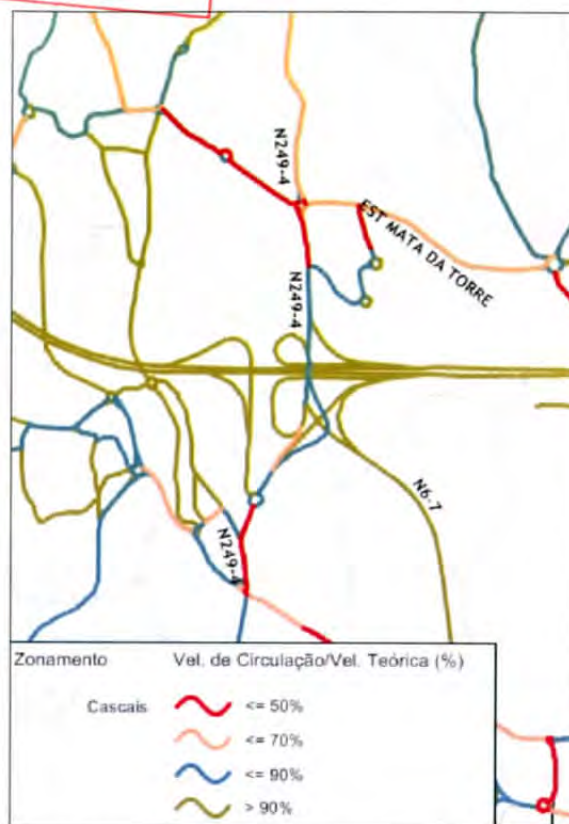 N249-4
EST MATA DA TORRE
N249-4
N6-7
N249-4
Zonamento Vel. de Circulação/Vel. Teórica (%)
Cascais <= 50%
<= 70%
<= 90%
> 90%